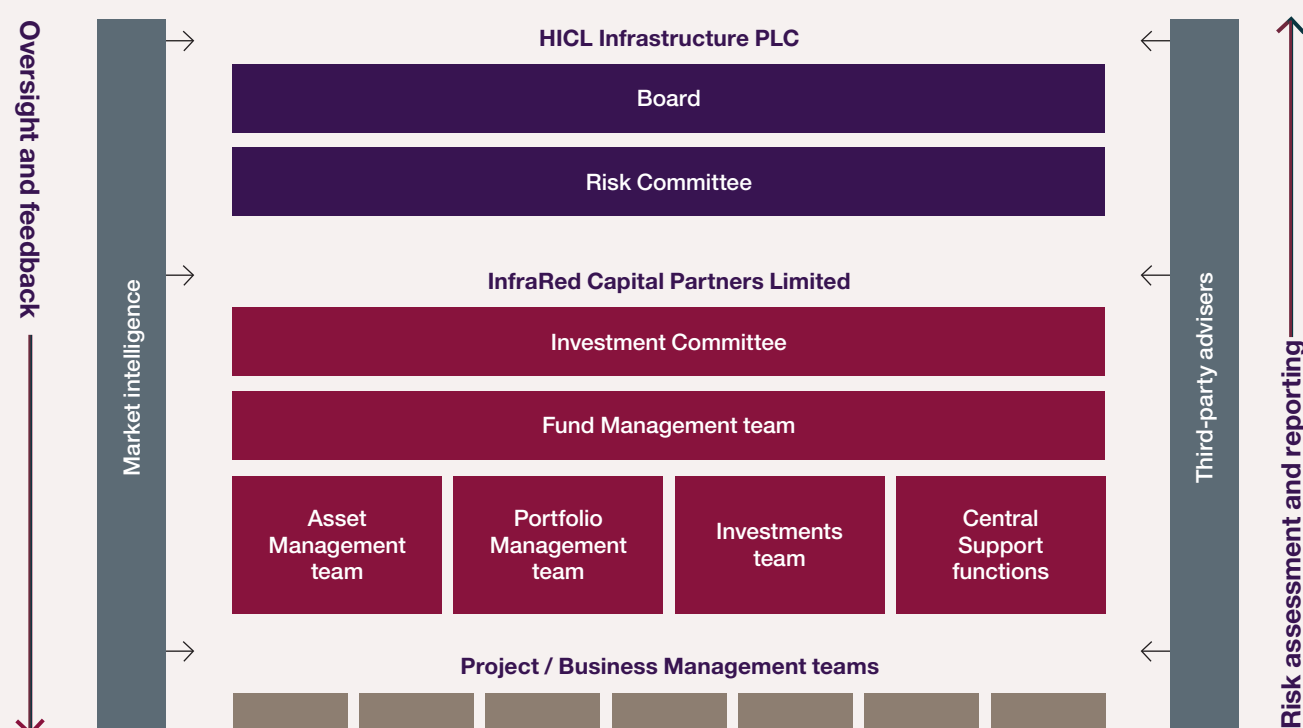 Oversight and feedback
Market intelligence
HICL Infrastructure PLC
Board
Risk Committee
InfraRed Capital Partners Limited
Investment Committee
Fund Management team
Asset
Management
team
Portfolio
Management
team
Investments
team
Central
Support
functions
Project / Business Management teams
Third-party advisers
Risk assessment and reporting